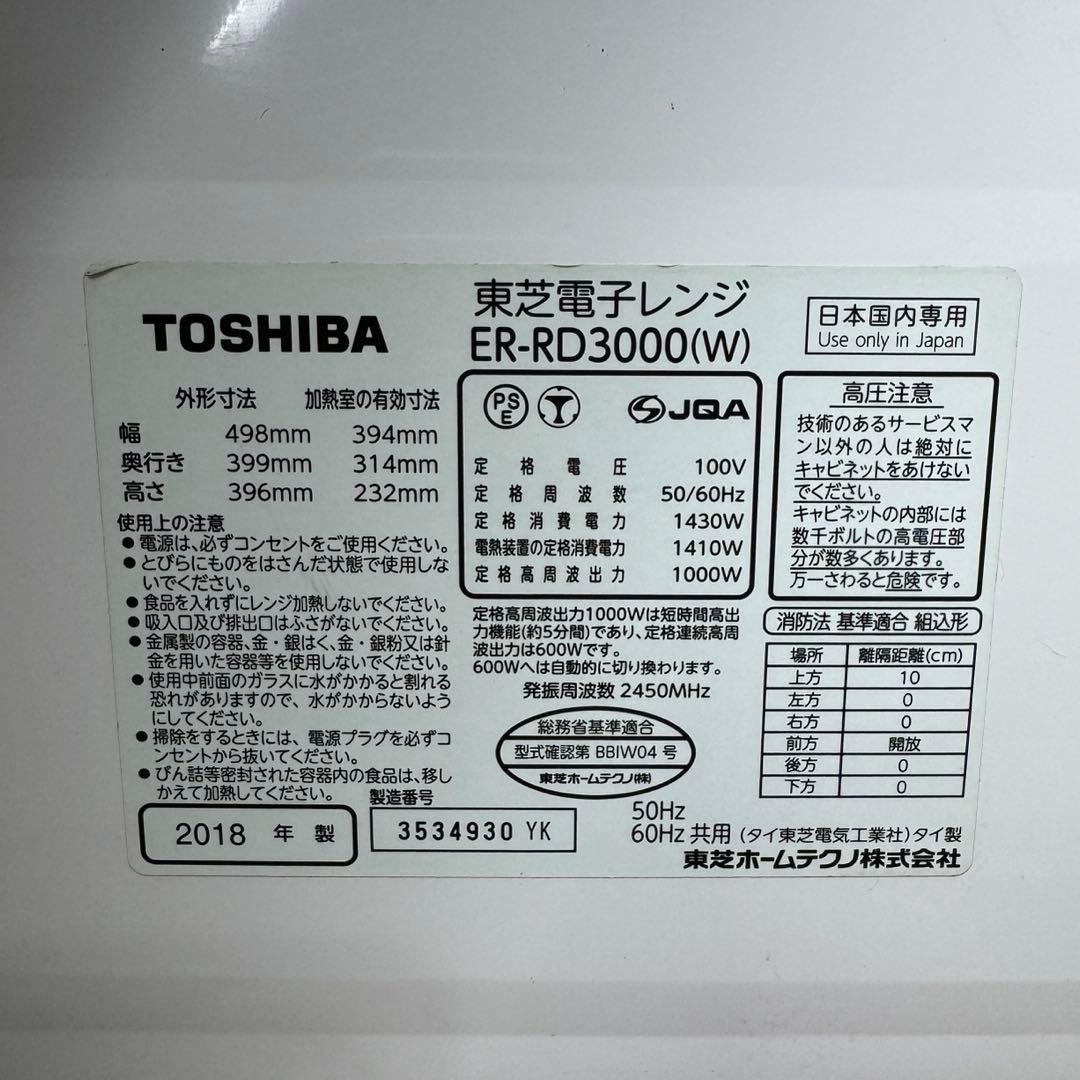 TOSHIBA
東芝電子レンジ
ER-RD3000(W)
日本国内専用
Use only in Japan
外形寸法 加熱室の有効寸法
幅 498mm 394mm
奥行き 399mm 314mm
高さ 396mm 232mm
使用上の注意
●電源は、必ずコンセントをご使用ください。
●とびらにものをはさんだ状態で使用しな
いでください。
●食品を入れずにレンジ加熱しないでください。
●吸入口及び排出口はふさがないでください。
●金属製の容器、金・銀はく、金・銀粉又は針
金を用いた容器等を使用しないでください。
●使用中前面のガラスに水がかかると割れる
恐れがありますので、水がかからないよう
にしてください。
●掃除をするときには、電源プラグを必ずコ
ンセントから抜いてください。
●びん詰等密封された容器内の食品は、移し
かえて加熱してください。
2018 年 製
製造番号
3534930 YK
PS
E
JQA
定格電圧 100V
定格周波数 50/60Hz
定格消費電力 1430W
電熱装置の定格消費電力 1410W
定格高周波出力 1000W
定格高周波出力1000Wは短時間高出
力機能(約5分間)であり、定格連続高周
波出力は600Wです。
600Wへは自動的に切り換わります。
発振周波数 2450MHz
総務省基準適合
型式確認第 BBIW04 号
東芝ホームテクノ(株)
高圧注意
技術のあるサービスマ
ン以外の人は絶対に
キャビネットをあけない
でください。
キャビネットの内部には
数千ボルトの高電圧部
分が数多くあります。
万一さわると危険です。
消防法 基準適合 組込形
場所 離隔距離(cm)
上方 10
左方 0
右方 0
前方 開放
後方 0
下方 0
50Hz
60Hz 共用 (タイ東芝電気工業社)タイ製
東芝ホームテクノ株式会社